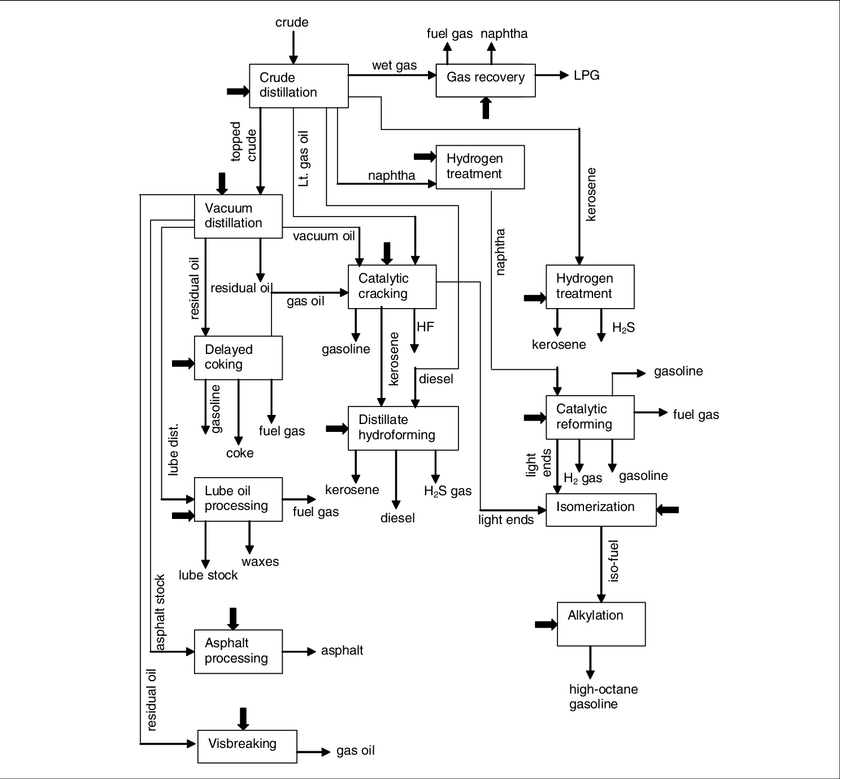 crude
fuel gas
naphtha
wet gas
Crude
distillation
Gas recovery
LPG
topped
crude
Lt. gas oil
Hydrogen
treatment
naphtha
kerosene
Vacuum
distillation
vacuum oil
naphtha
residual oil
residual oil
gas oil
Catalytic
cracking
Hydrogen
treatment
HF
gasoline
kerosene
kerosene
H₂S
Delayed
coking
diesel
gasoline
gasoline
coke
fuel gas
Distillate
hydroforming
Catalytic
reforming
fuel gas
lube dist.
light
ends
H₂ gas
gasoline
Lube oil
processing
fuel gas
kerosene
diesel
H₂S gas
light ends
Isomerization
lube stock
waxes
iso-fuel
asphalt stock
Asphalt
processing
asphalt
Alkylation
high-octane
gasoline
residual oil
Visbreaking
gas oil